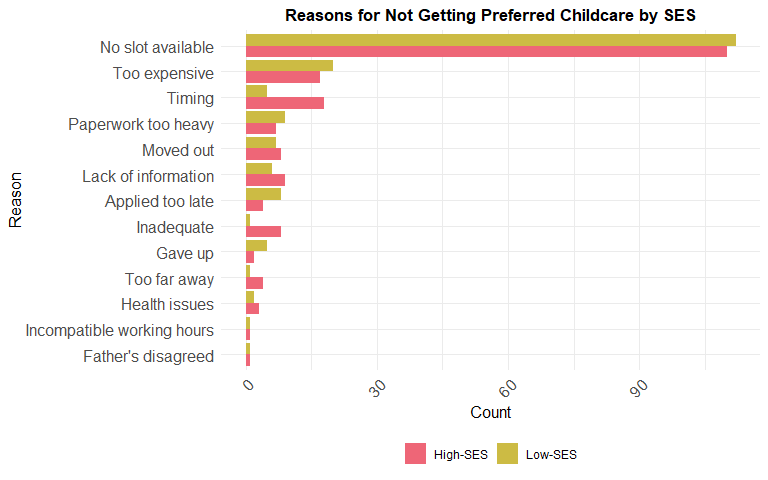 Reasons for Not Getting Preferred Childcare by SES
No slot available
Too expensive
Timing
Paperwork too heavy
Moved out
Lack of information
Applied too late
Inadequate
Gave up
Too far away
Health issues
Incompatible working hours
Father's disagreed
Reason
0 30 60 90
Count
High-SES Low-SES